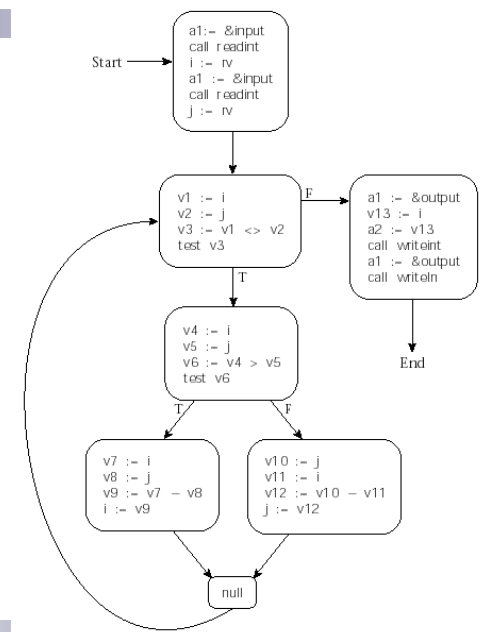 a1:= &input
call readint
i := rv
a1 := &input
call readint
j := rv
Start
v1 := i
v2 := j
v3 := v1 <> v2
test v3
F
a1 := &output
v13 := i
a2 := v13
call writeint
a1 := &output
call writeln
T
End
v4 := i
v5 := j
v6 := v4 > v5
test v6
T
F
v7 := i
v8 := j
v9 := v7 − v8
i := v9
v10 := j
v11 := i
v12 := v10 − v11
j := v12
null